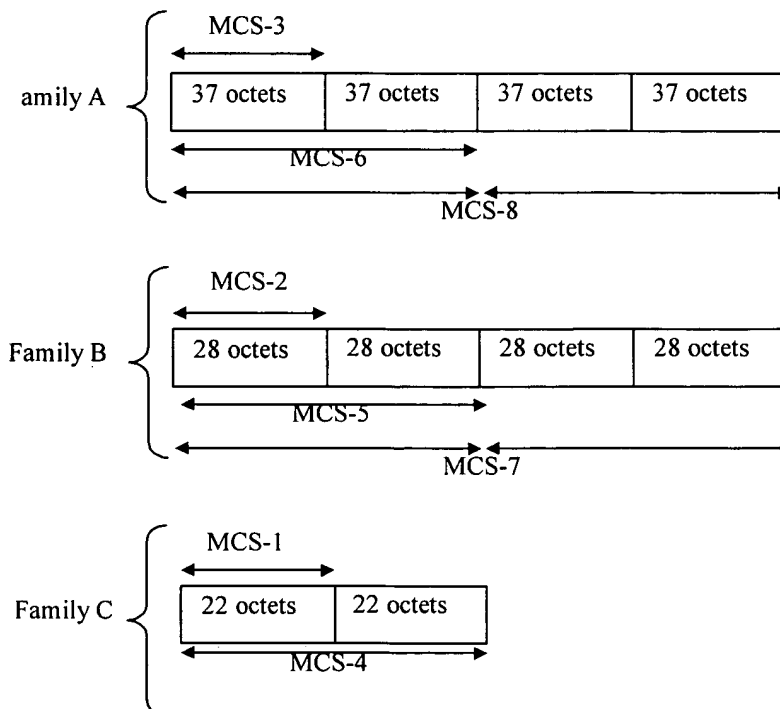 MCS-3
amily A
37 octets 37 octets 37 octets 37 octets
MCS-6
MCS-8
MCS-2
Family B
28 octets 28 octets 28 octets 28 octets
MCS-5
MCS-7
MCS-1
Family C
22 octets 22 octets
MCS-4